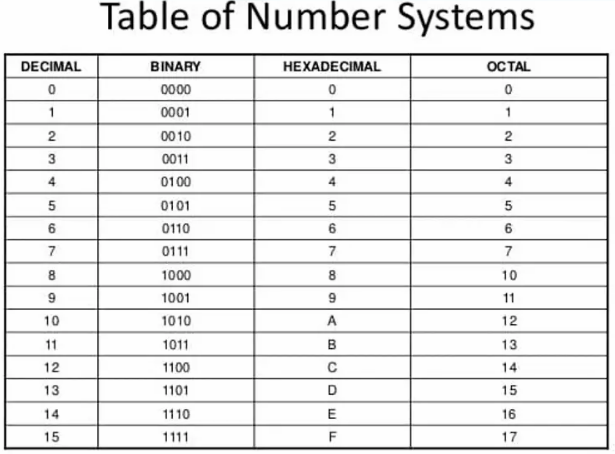 Table of Number Systems
DECIMAL BINARY HEXADECIMAL OCTAL
0 0000 0 0
1 0001 1 1
2 0010 2 2
3 0011 3 3
4 0100 4 4
5 0101 5 5
6 0110 6 6
7 0111 7 7
8 1000 8 10
9 1001 9 11
10 1010 A 12
11 1011 B 13
12 1100 C 14
13 1101 D 15
14 1110 E 16
15 1111 F 17